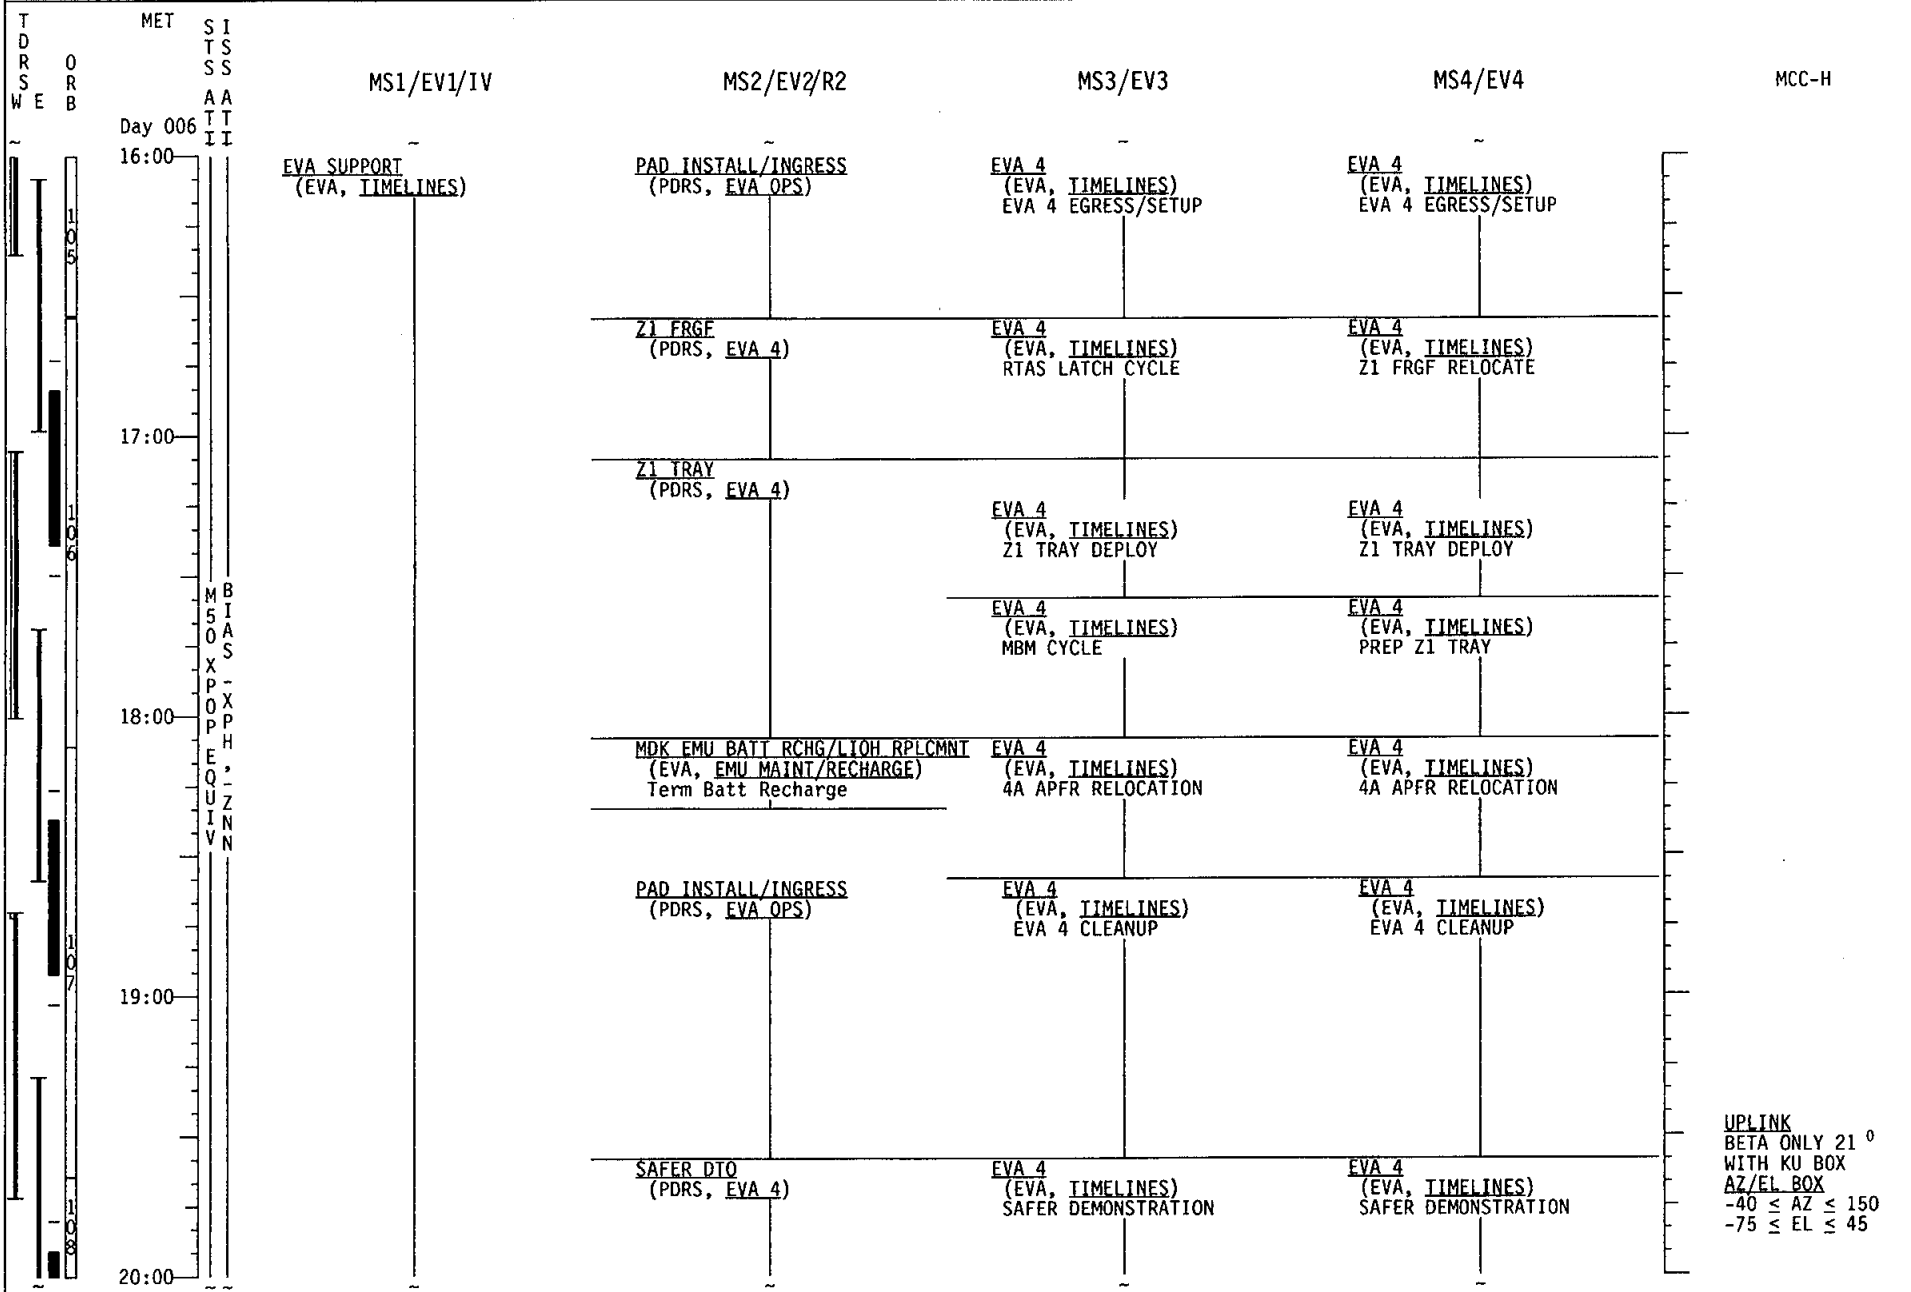 TDRS
W E
ORB
MET
STS ATT
ISS ATT
MS1/EV1/IV
MS2/EV2/R2
MS3/EV3
MS4/EV4
MCC-H
Day 006
16:00
EVA SUPPORT
(EVA, TIMELINES)
PAD INSTALL/INGRESS
(PDRS, EVA OPS)
EVA 4
(EVA, TIMELINES)
EVA 4 EGRESS/SETUP
EVA 4
(EVA, TIMELINES)
EVA 4 EGRESS/SETUP
105
Z1 FRGF
(PDRS, EVA 4)
EVA 4
(EVA, TIMELINES)
RTAS LATCH CYCLE
EVA 4
(EVA, TIMELINES)
Z1 FRGF RELOCATE
17:00
Z1 TRAY
(PDRS, EVA 4)
106
EVA 4
(EVA, TIMELINES)
Z1 TRAY DEPLOY
EVA 4
(EVA, TIMELINES)
Z1 TRAY DEPLOY
M50 XPOP EQUIV
BIAS -XPH,-ZNN
EVA 4
(EVA, TIMELINES)
MBM CYCLE
EVA 4
(EVA, TIMELINES)
PREP Z1 TRAY
18:00
MDK EMU BATT RCHG/LIOH RPLCMNT
(EVA, EMU MAINT/RECHARGE)
Term Batt Recharge
EVA 4
(EVA, TIMELINES)
4A APFR RELOCATION
EVA 4
(EVA, TIMELINES)
4A APFR RELOCATION
PAD INSTALL/INGRESS
(PDRS, EVA OPS)
EVA 4
(EVA, TIMELINES)
EVA 4 CLEANUP
EVA 4
(EVA, TIMELINES)
EVA 4 CLEANUP
107
19:00
SAFER DTO
(PDRS, EVA 4)
EVA 4
(EVA, TIMELINES)
SAFER DEMONSTRATION
EVA 4
(EVA, TIMELINES)
SAFER DEMONSTRATION
UPLINK
BETA ONLY 21 º
WITH KU BOX
AZ/EL BOX
-40 ≤ AZ ≤ 150
-75 ≤ EL ≤ 45
108
20:00